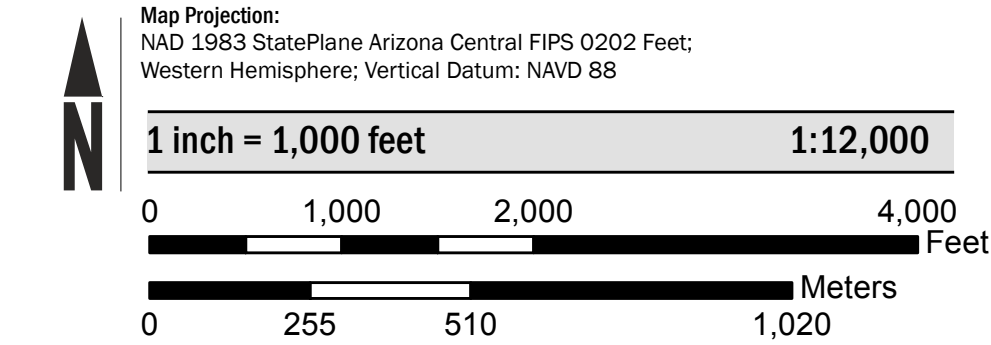 Map Projection:
NAD 1983 StatePlane Arizona Central FIPS 0202 Feet;
Western Hemisphere; Vertical Datum: NAVD 88
N
1 inch = 1,000 feet 1:12,000
0 1,000 2,000 4,000
Feet
Meters
0 255 510 1,020